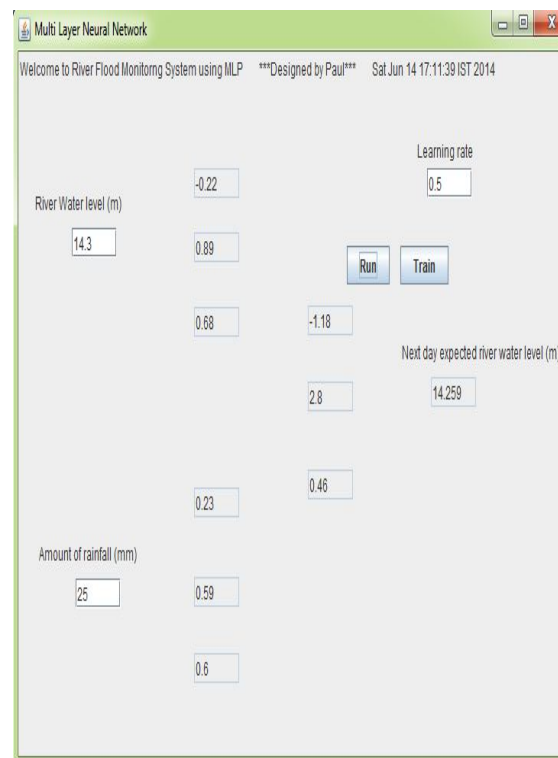 Multi Layer Neural Network
Welcome to River Flood Monitorng System using MLP ***Designed by Paul*** Sat Jun 14 17:11:39 IST 2014
Learning rate
-0.22
0.5
River Water level (m)
14.3
0.89
Run Train
0.68
-1.18
Next day expected river water level (m
2.8
14.259
0.46
0.23
Amount of rainfall (mm)
25
0.59
0.6